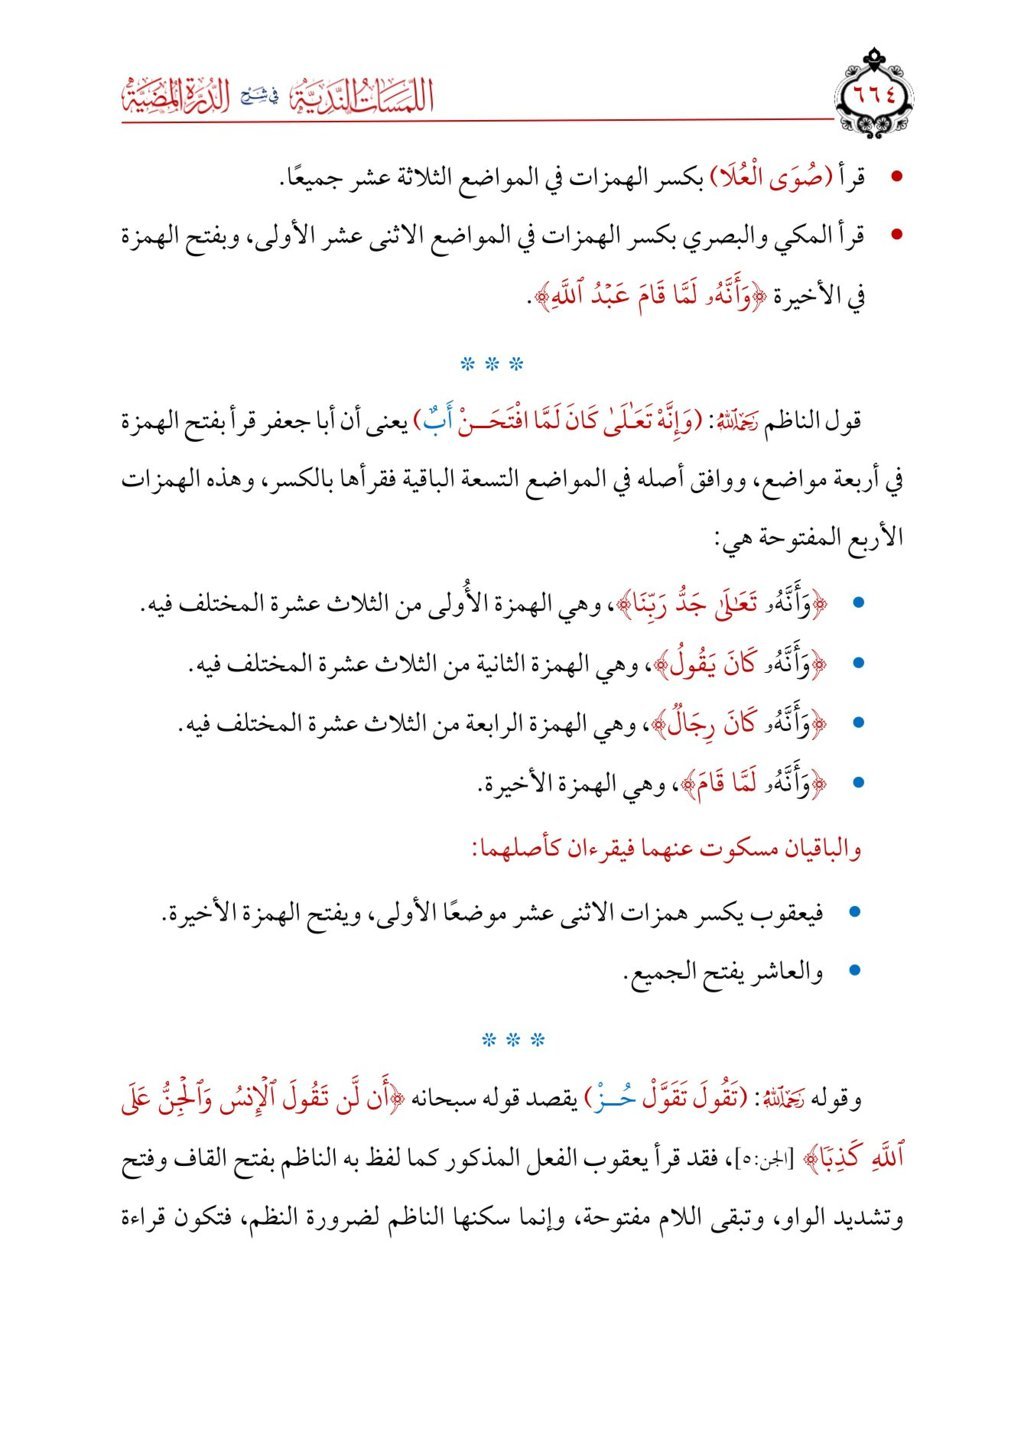 ٦٦٤
اللمسات الندية في شرح الدرة المضية
• قرأ (صُوَى الْعُلَا) بكسر الهمزات في المواضع الثلاثة عشر جميعًا.
• قرأ المكي والبصري بكسر الهمزات في المواضع الاثنى عشر الأولى، وبفتح الهمزة
في الأخيرة ﴿وَأَنَّهُۥ لَمَّا قَامَ عَبۡدُ ٱللَّهِ﴾.
* * *
قول الناظم رَحِمَهُ ٱللَّهُ: (وَإِنَّهْ تَعَـٰلَىٰ كَانَ لَمَّا افْتَحَـــنْ أَبٌ) يعنى أن أبا جعفر قرأ بفتح الهمزة
في أربعة مواضع، ووافق أصله في المواضع التسعة الباقية فقرأها بالكسر، وهذه الهمزات
الأربع المفتوحة هي:
• ﴿وَأَنَّهُۥ تَعَـٰلَىٰ جَدُّ رَبِّنَا﴾، وهي الهمزة الأُولى من الثلاث عشرة المختلف فيه.
• ﴿وَأَنَّهُۥ كَانَ يَقُولُ﴾، وهي الهمزة الثانية من الثلاث عشرة المختلف فيه.
• ﴿وَأَنَّهُۥ كَانَ رِجَالٌ﴾، وهي الهمزة الرابعة من الثلاث عشرة المختلف فيه.
• ﴿وَأَنَّهُۥ لَمَّا قَامَ﴾، وهي الهمزة الأخيرة.
والباقيان مسكوت عنهما فيقرءان كأصلهما:
• فيعقوب يكسر همزات الاثنى عشر موضعًا الأولى، ويفتح الهمزة الأخيرة.
• والعاشر يفتح الجميع.
* * *
وقوله رَحِمَهُ ٱللَّهُ: (تَقُولَ تَقَوَّلْ حُـــزْ) يقصد قوله سبحانه ﴿أَن لَّن تَقُولَ ٱلۡإِنسُ وَٱلۡجِنُّ عَلَى
ٱللَّهِ كَذِبٗا﴾ [الجن:٥]، فقد قرأ يعقوب الفعل المذكور كما لفظ به الناظم بفتح القاف وفتح
وتشديد الواو، وتبقى اللام مفتوحة، وإنما سكنها الناظم لضرورة النظم، فتكون قراءة